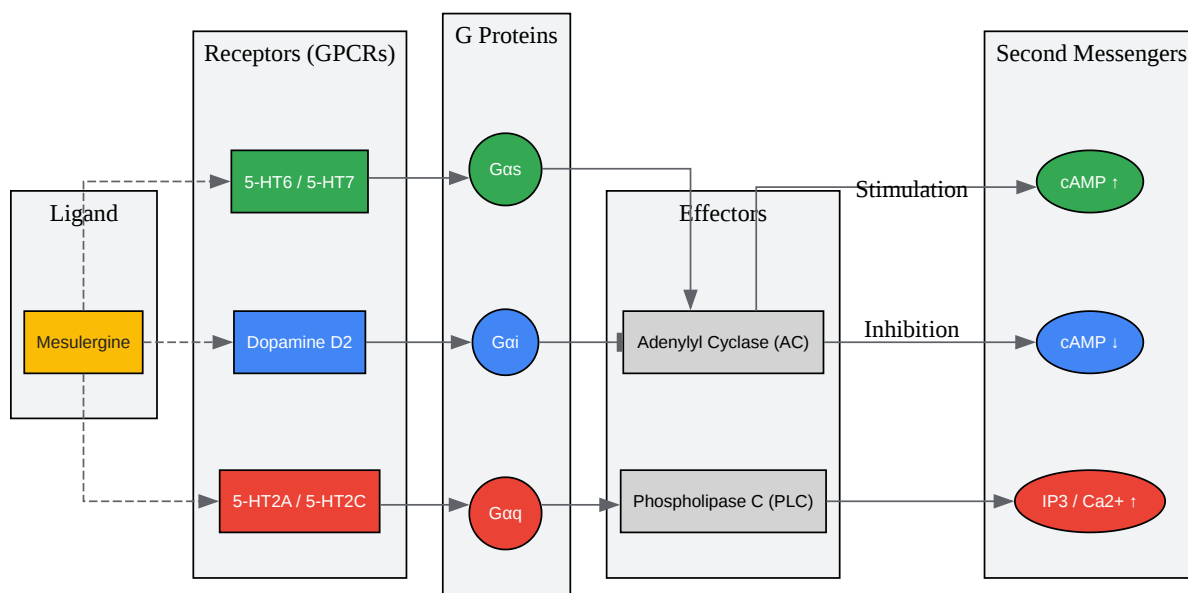 G Proteins
Receptors (GPCRs)
Second Messengers
5-HT6 / 5-HT7
Gαs
cAMP ↑
Stimulation
Ligand
Effectors
Inhibition
Mesulergine
Dopamine D2
Gαi
Adenylyl Cyclase (AC)
cAMP ↓
5-HT2A / 5-HT2C
Gαq
Phospholipase C (PLC)
IP3 / Ca2+ ↑